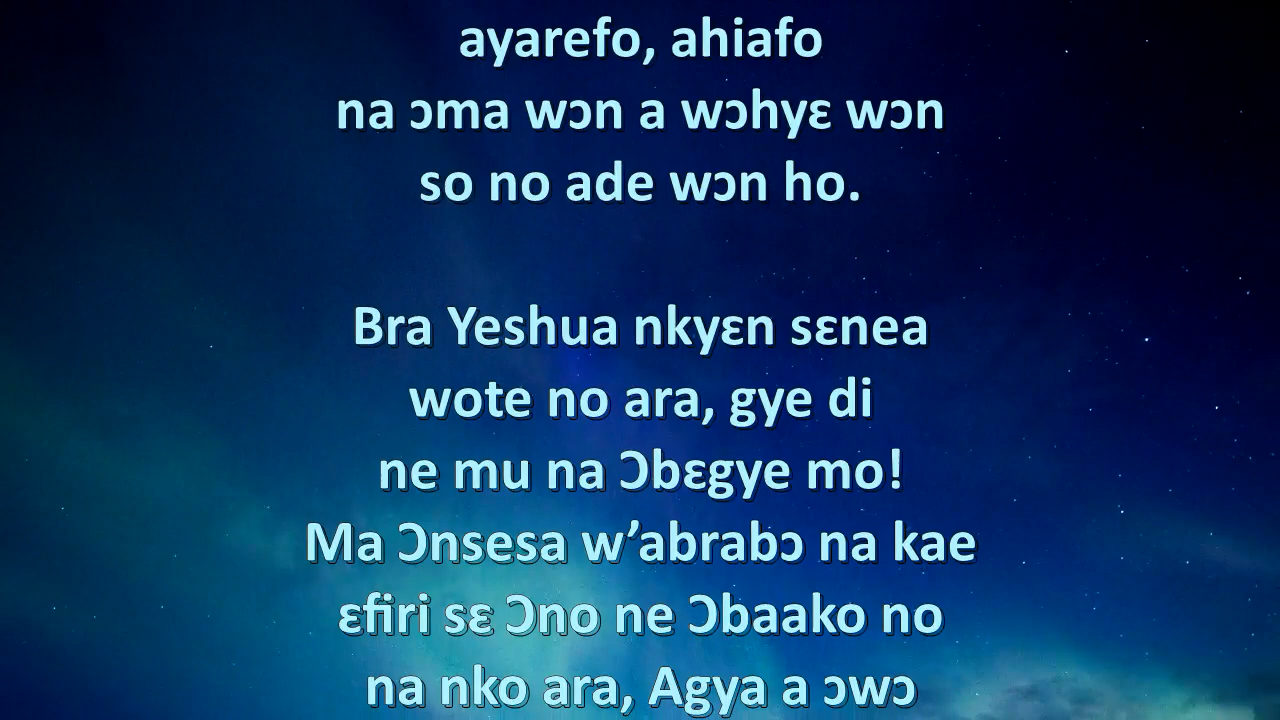 ayarefo, ahiafo
na ɔma wɔn a wɔhyɛ wɔn
so no ade wɔn ho.
Bra Yeshua nkyɛn sɛnea
wote no ara, gye di
ne mu na Ɔbɛgye mo!
Ma Ɔnsesa w’abrabɔ na kae
ɛfiri sɛ Ɔno ne Ɔbaako no
na nko ara, Agya a ɔwɔ